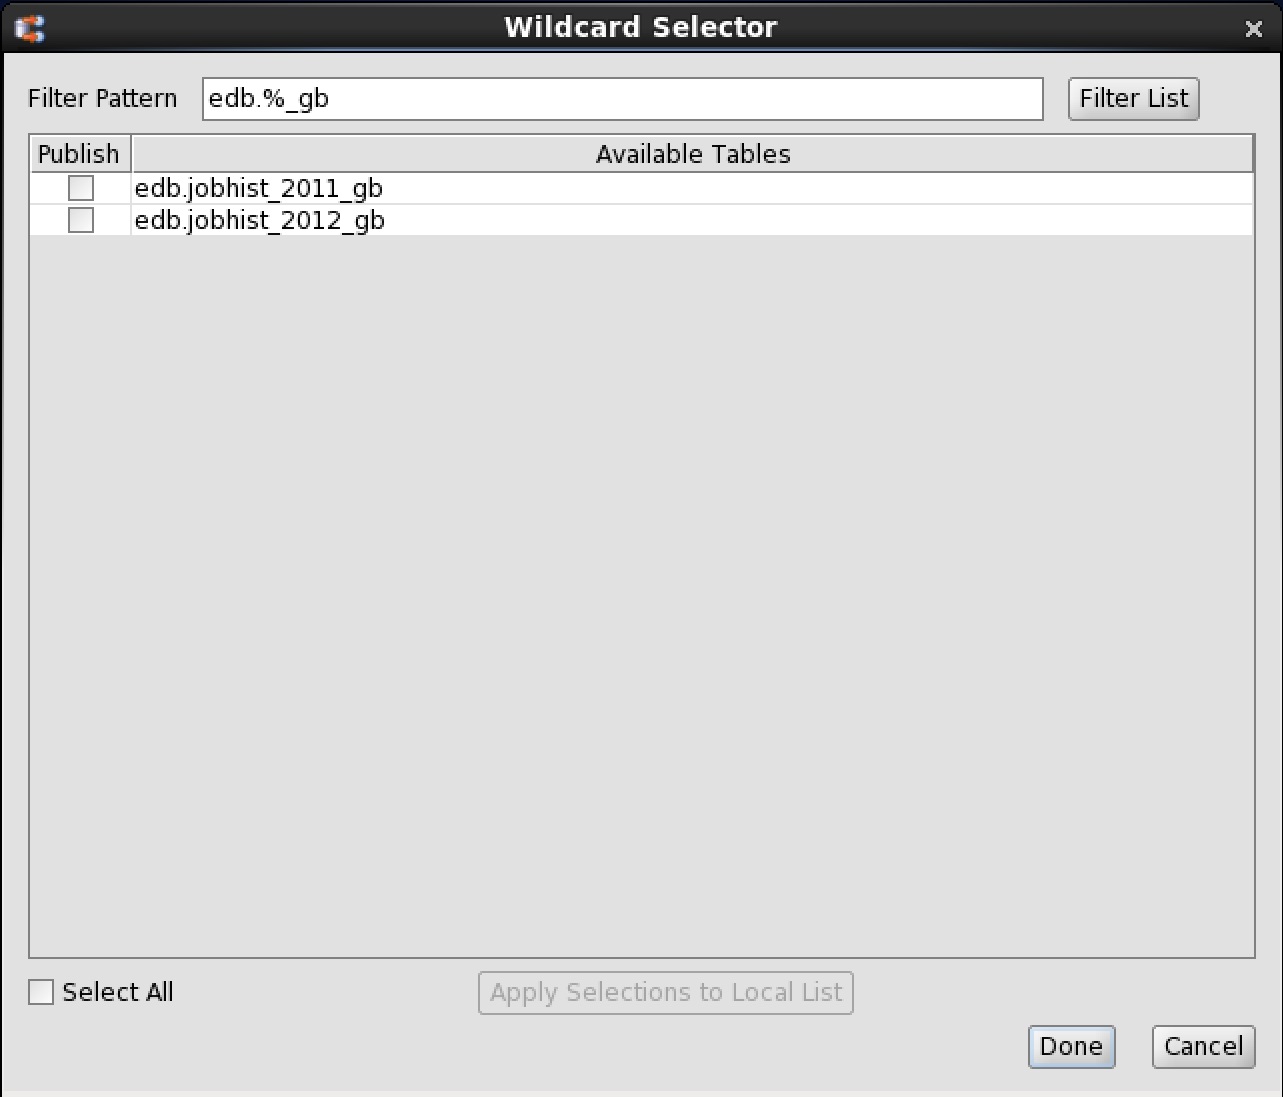 Wildcard Selector
Filter Pattern edb.%_gb Filter List
Publish Available Tables
edb.jobhist_2011_gb
edb.jobhist_2012_gb
Select All Apply Selections to Local List
Done Cancel